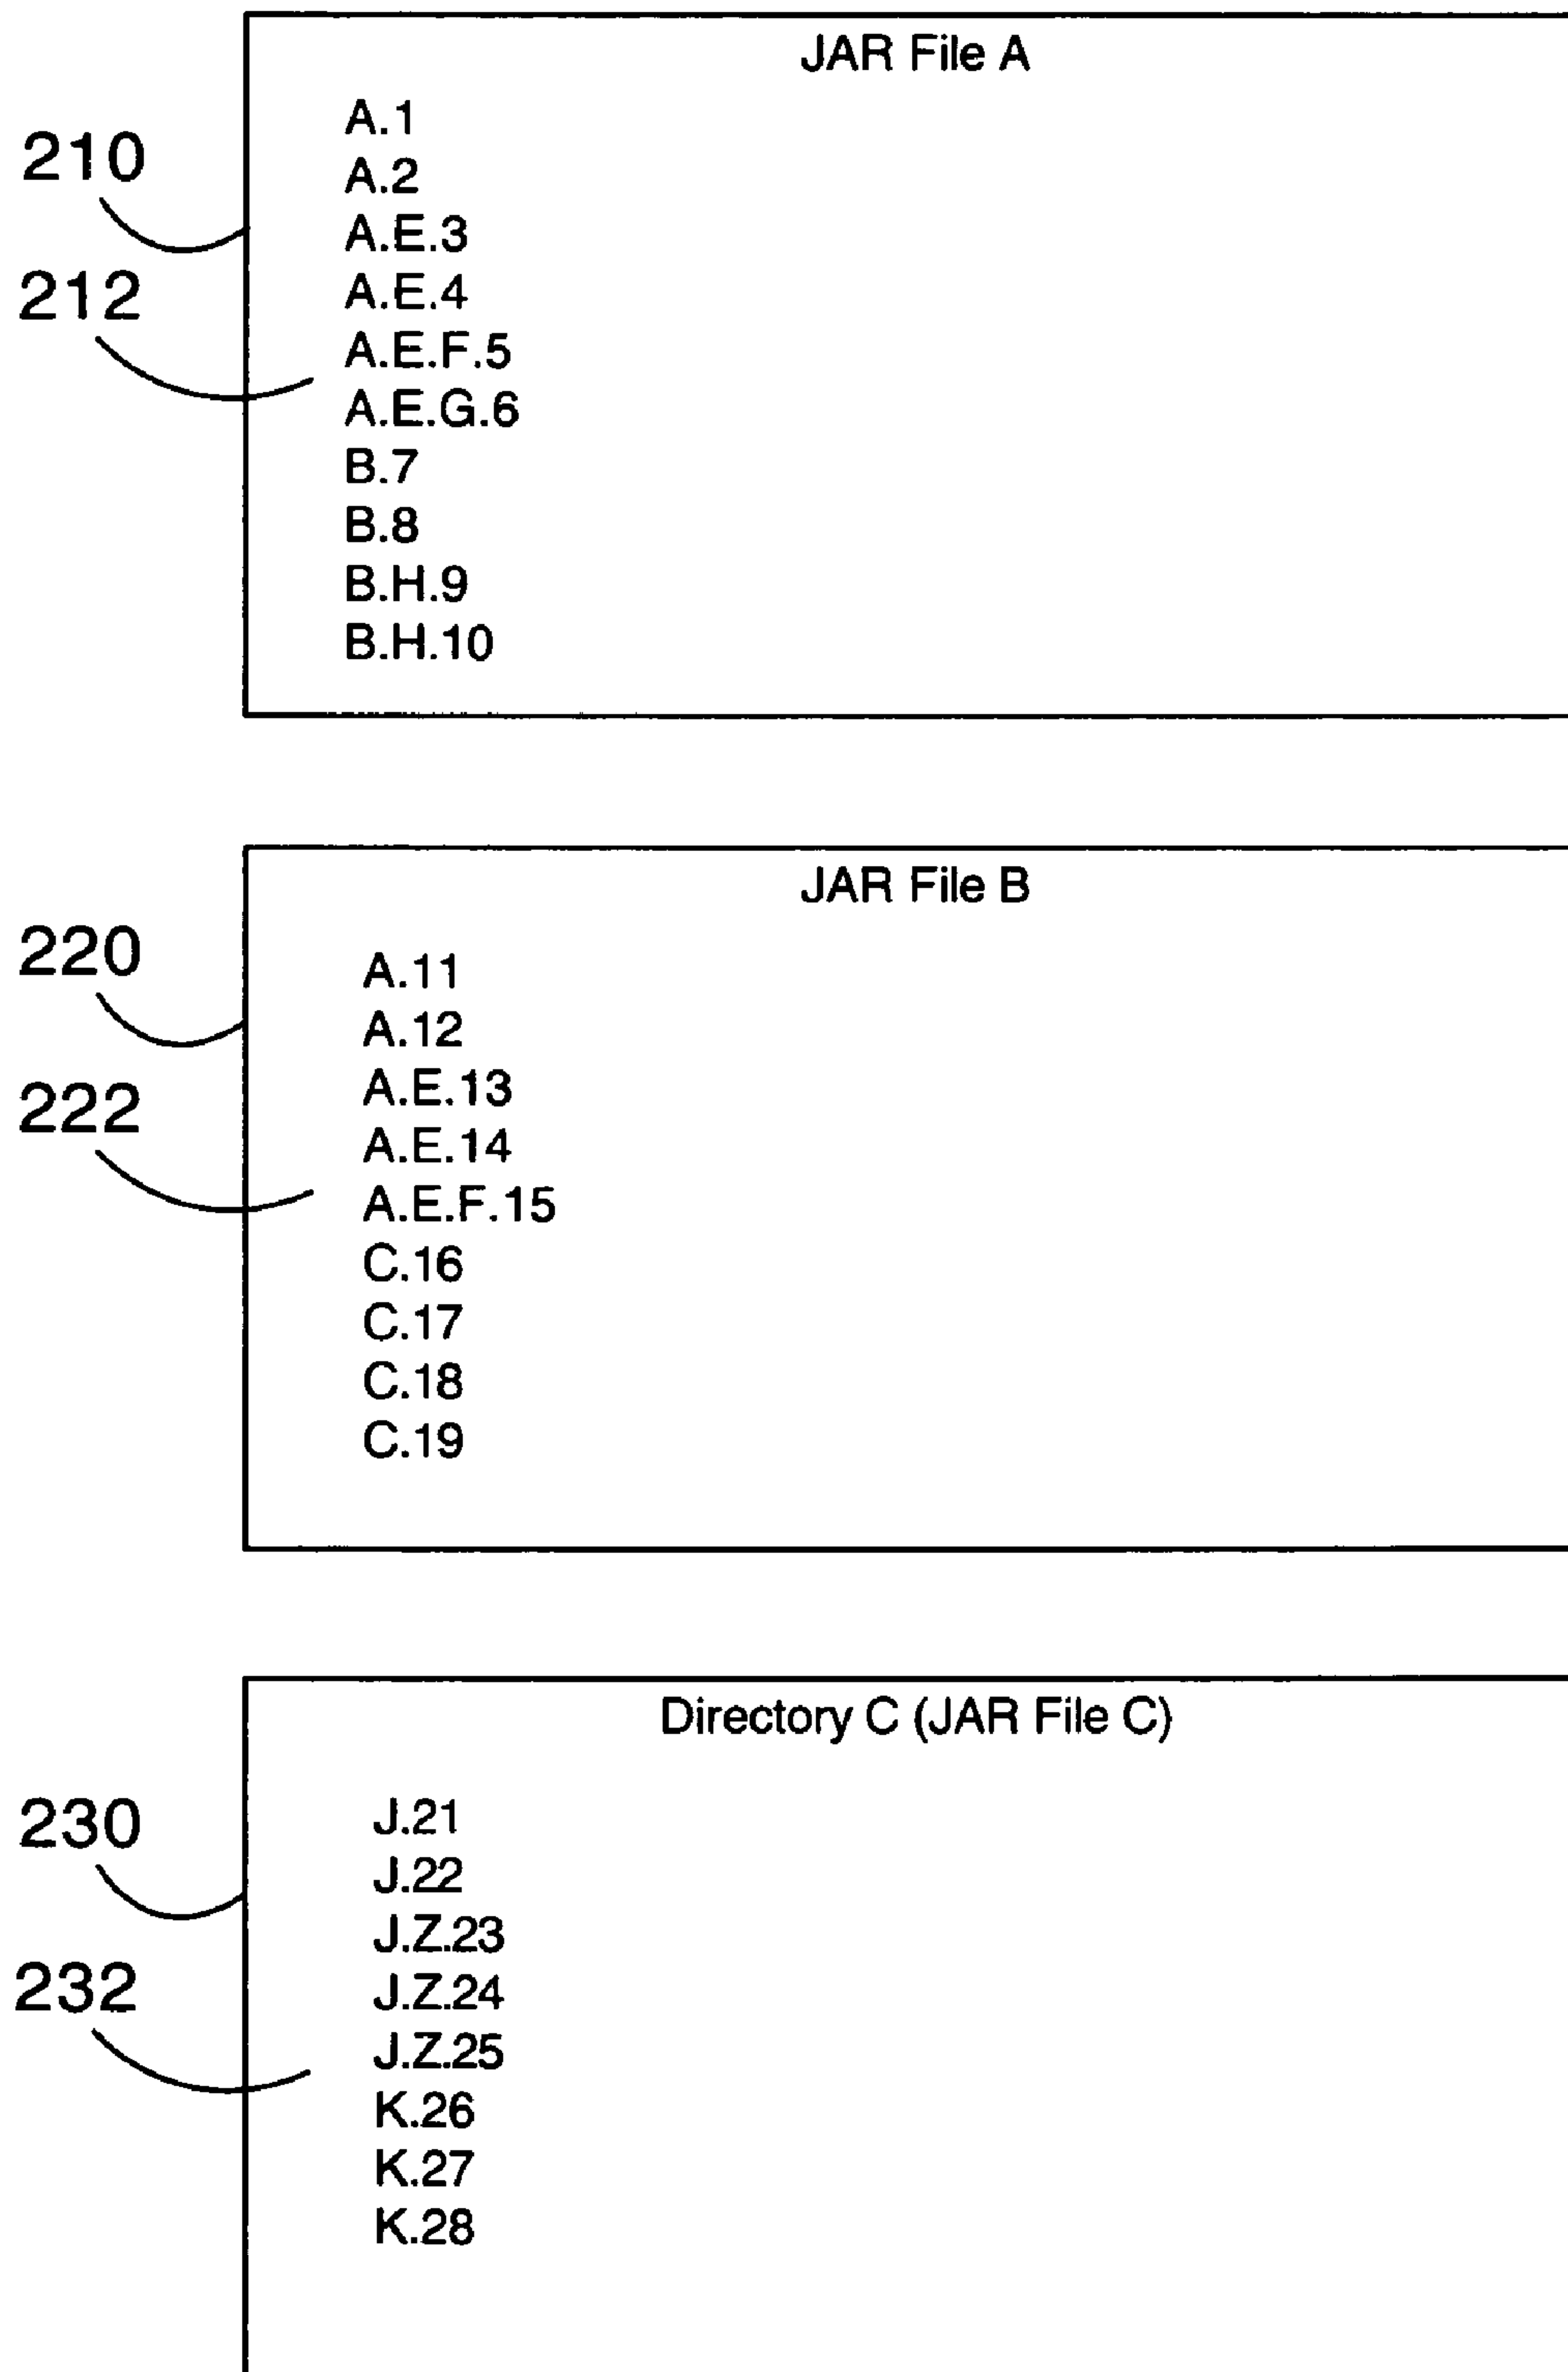 JAR File A
A.1
210
A.2
A.E.3
212
A.E.4
A.E.F.5
A.E.G.6
B.7
B.8
B.H.9
B.H.10
JAR File B
220
A.11
A.12
222
A.E.13
A.E.14
A.E.F.15
C.16
C.17
C.18
C.19
Directory C (JAR File C)
230
J.21
J.22
J.Z.23
232
J.Z.24
J.Z.25
K.26
K.27
K.28